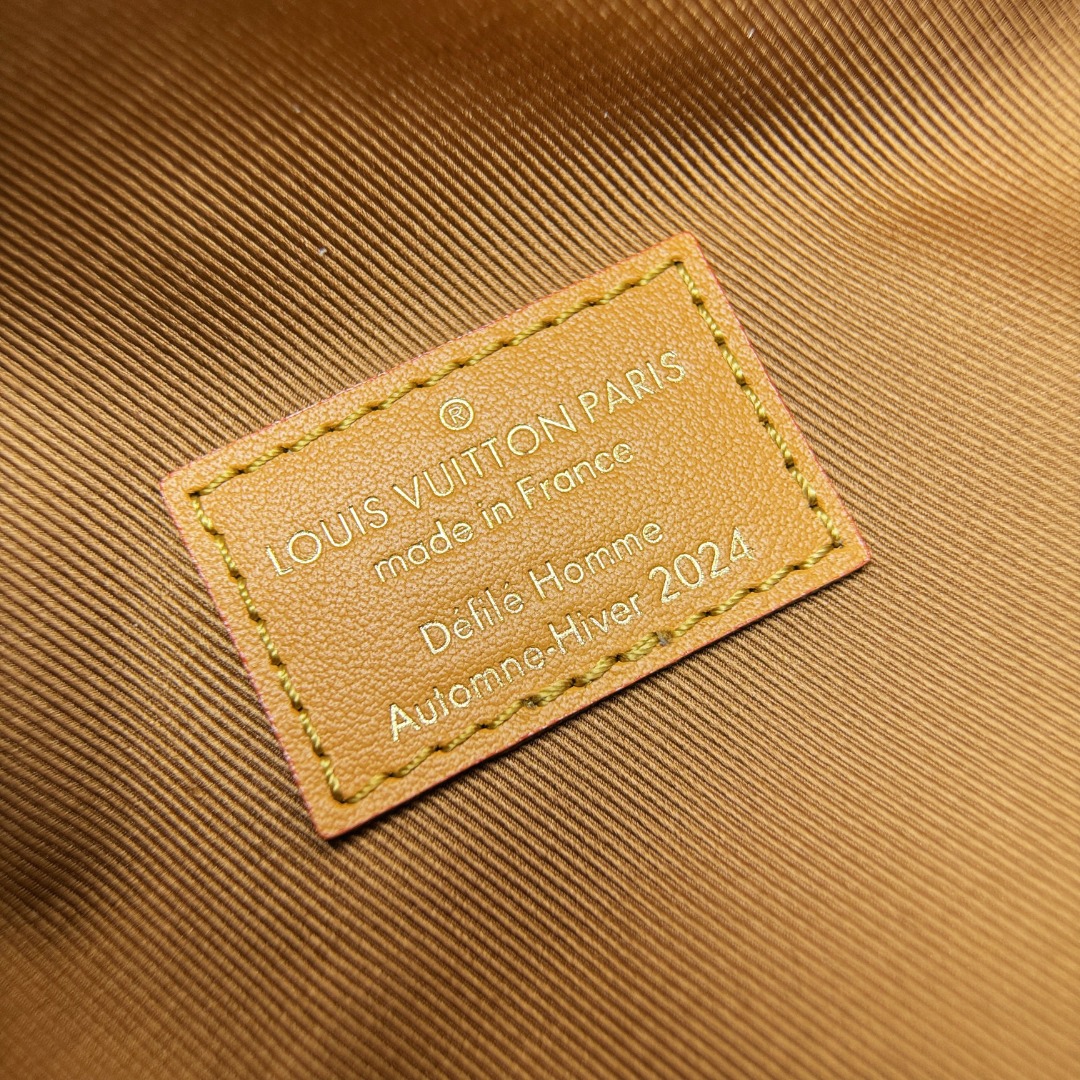 ®
LOUIS VUITTON PARIS
made in France
Défilé Homme
Automne-Hiver 2024